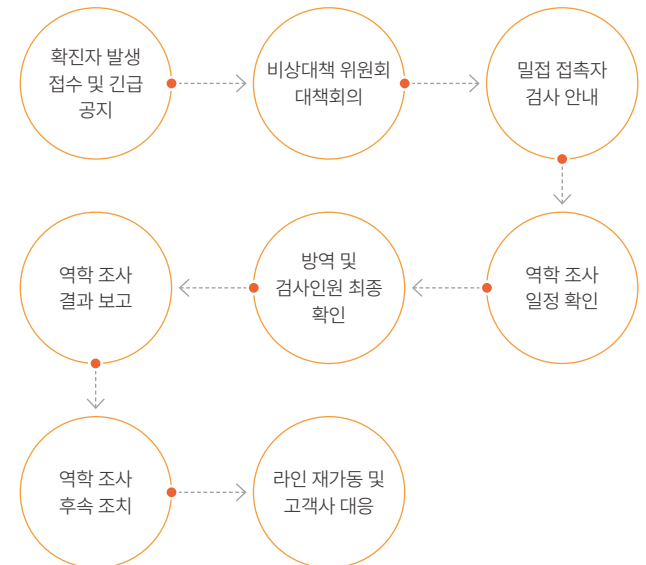 확진자 발생
접수 및 긴급
공지
비상대책 위원회
대책회의
밀접 접촉자
검사 안내
역학 조사
일정 확인
방역 및
검사인원 최종
확인
역학 조사
결과 보고
역학 조사
후속 조치
라인 재가동 및
고객사 대응